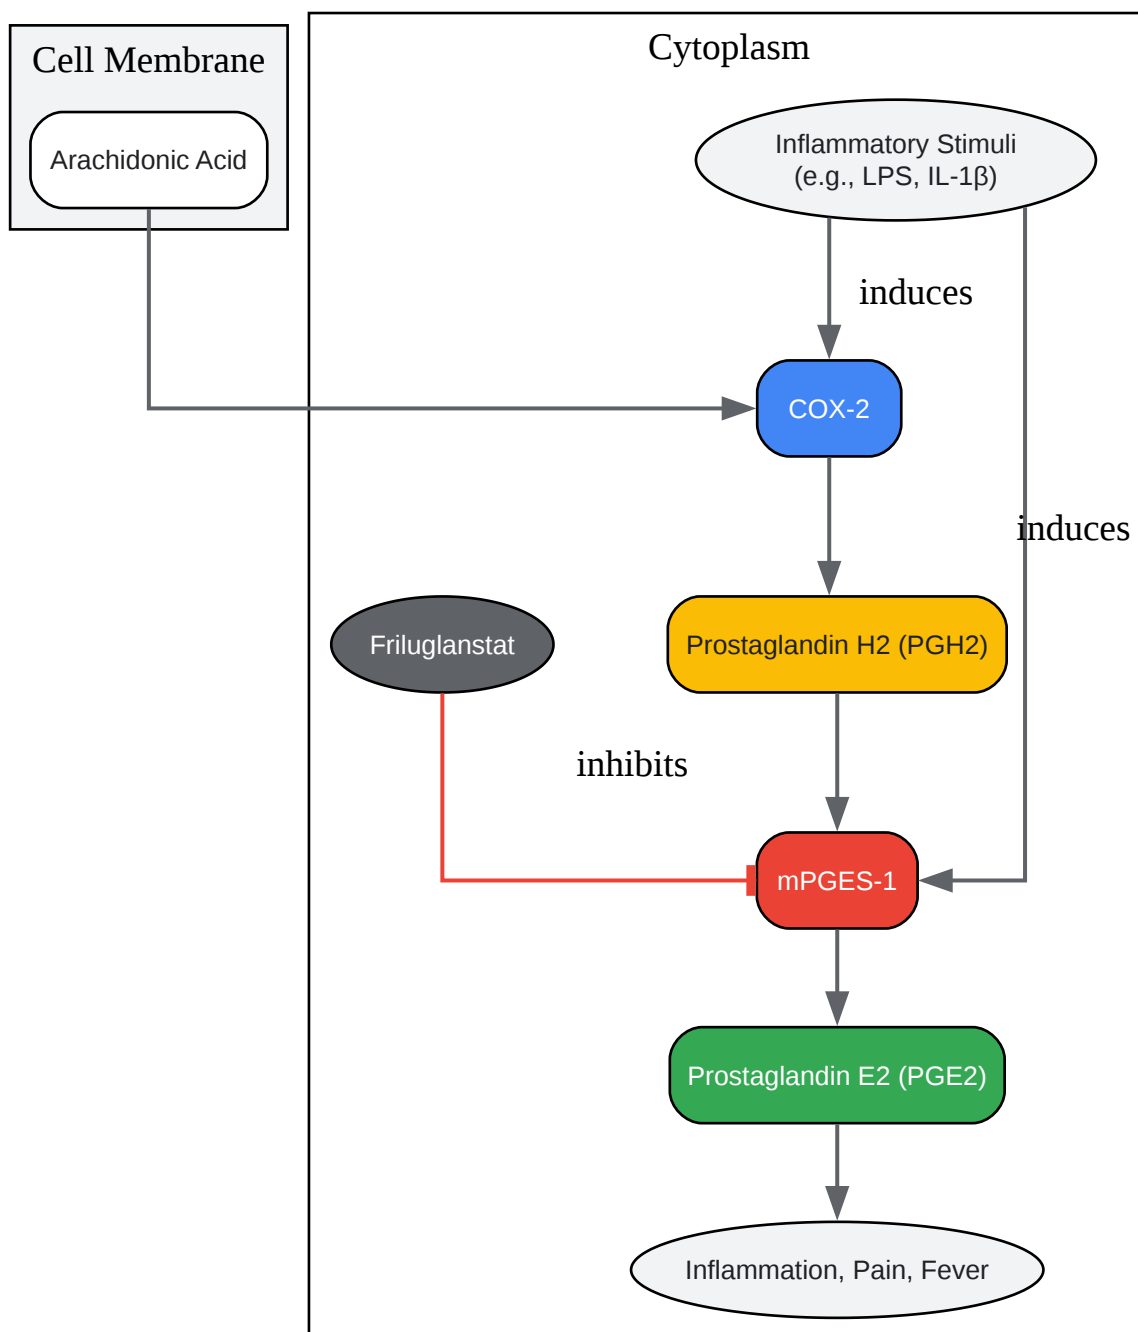 Cell Membrane
Arachidonic Acid
Cytoplasm
Inflammatory Stimuli
(e.g., LPS, IL-1β)
induces
COX-2
induces
Friluglanstat
Prostaglandin H2 (PGH2)
inhibits
mPGES-1
Prostaglandin E2 (PGE2)
Inflammation, Pain, Fever